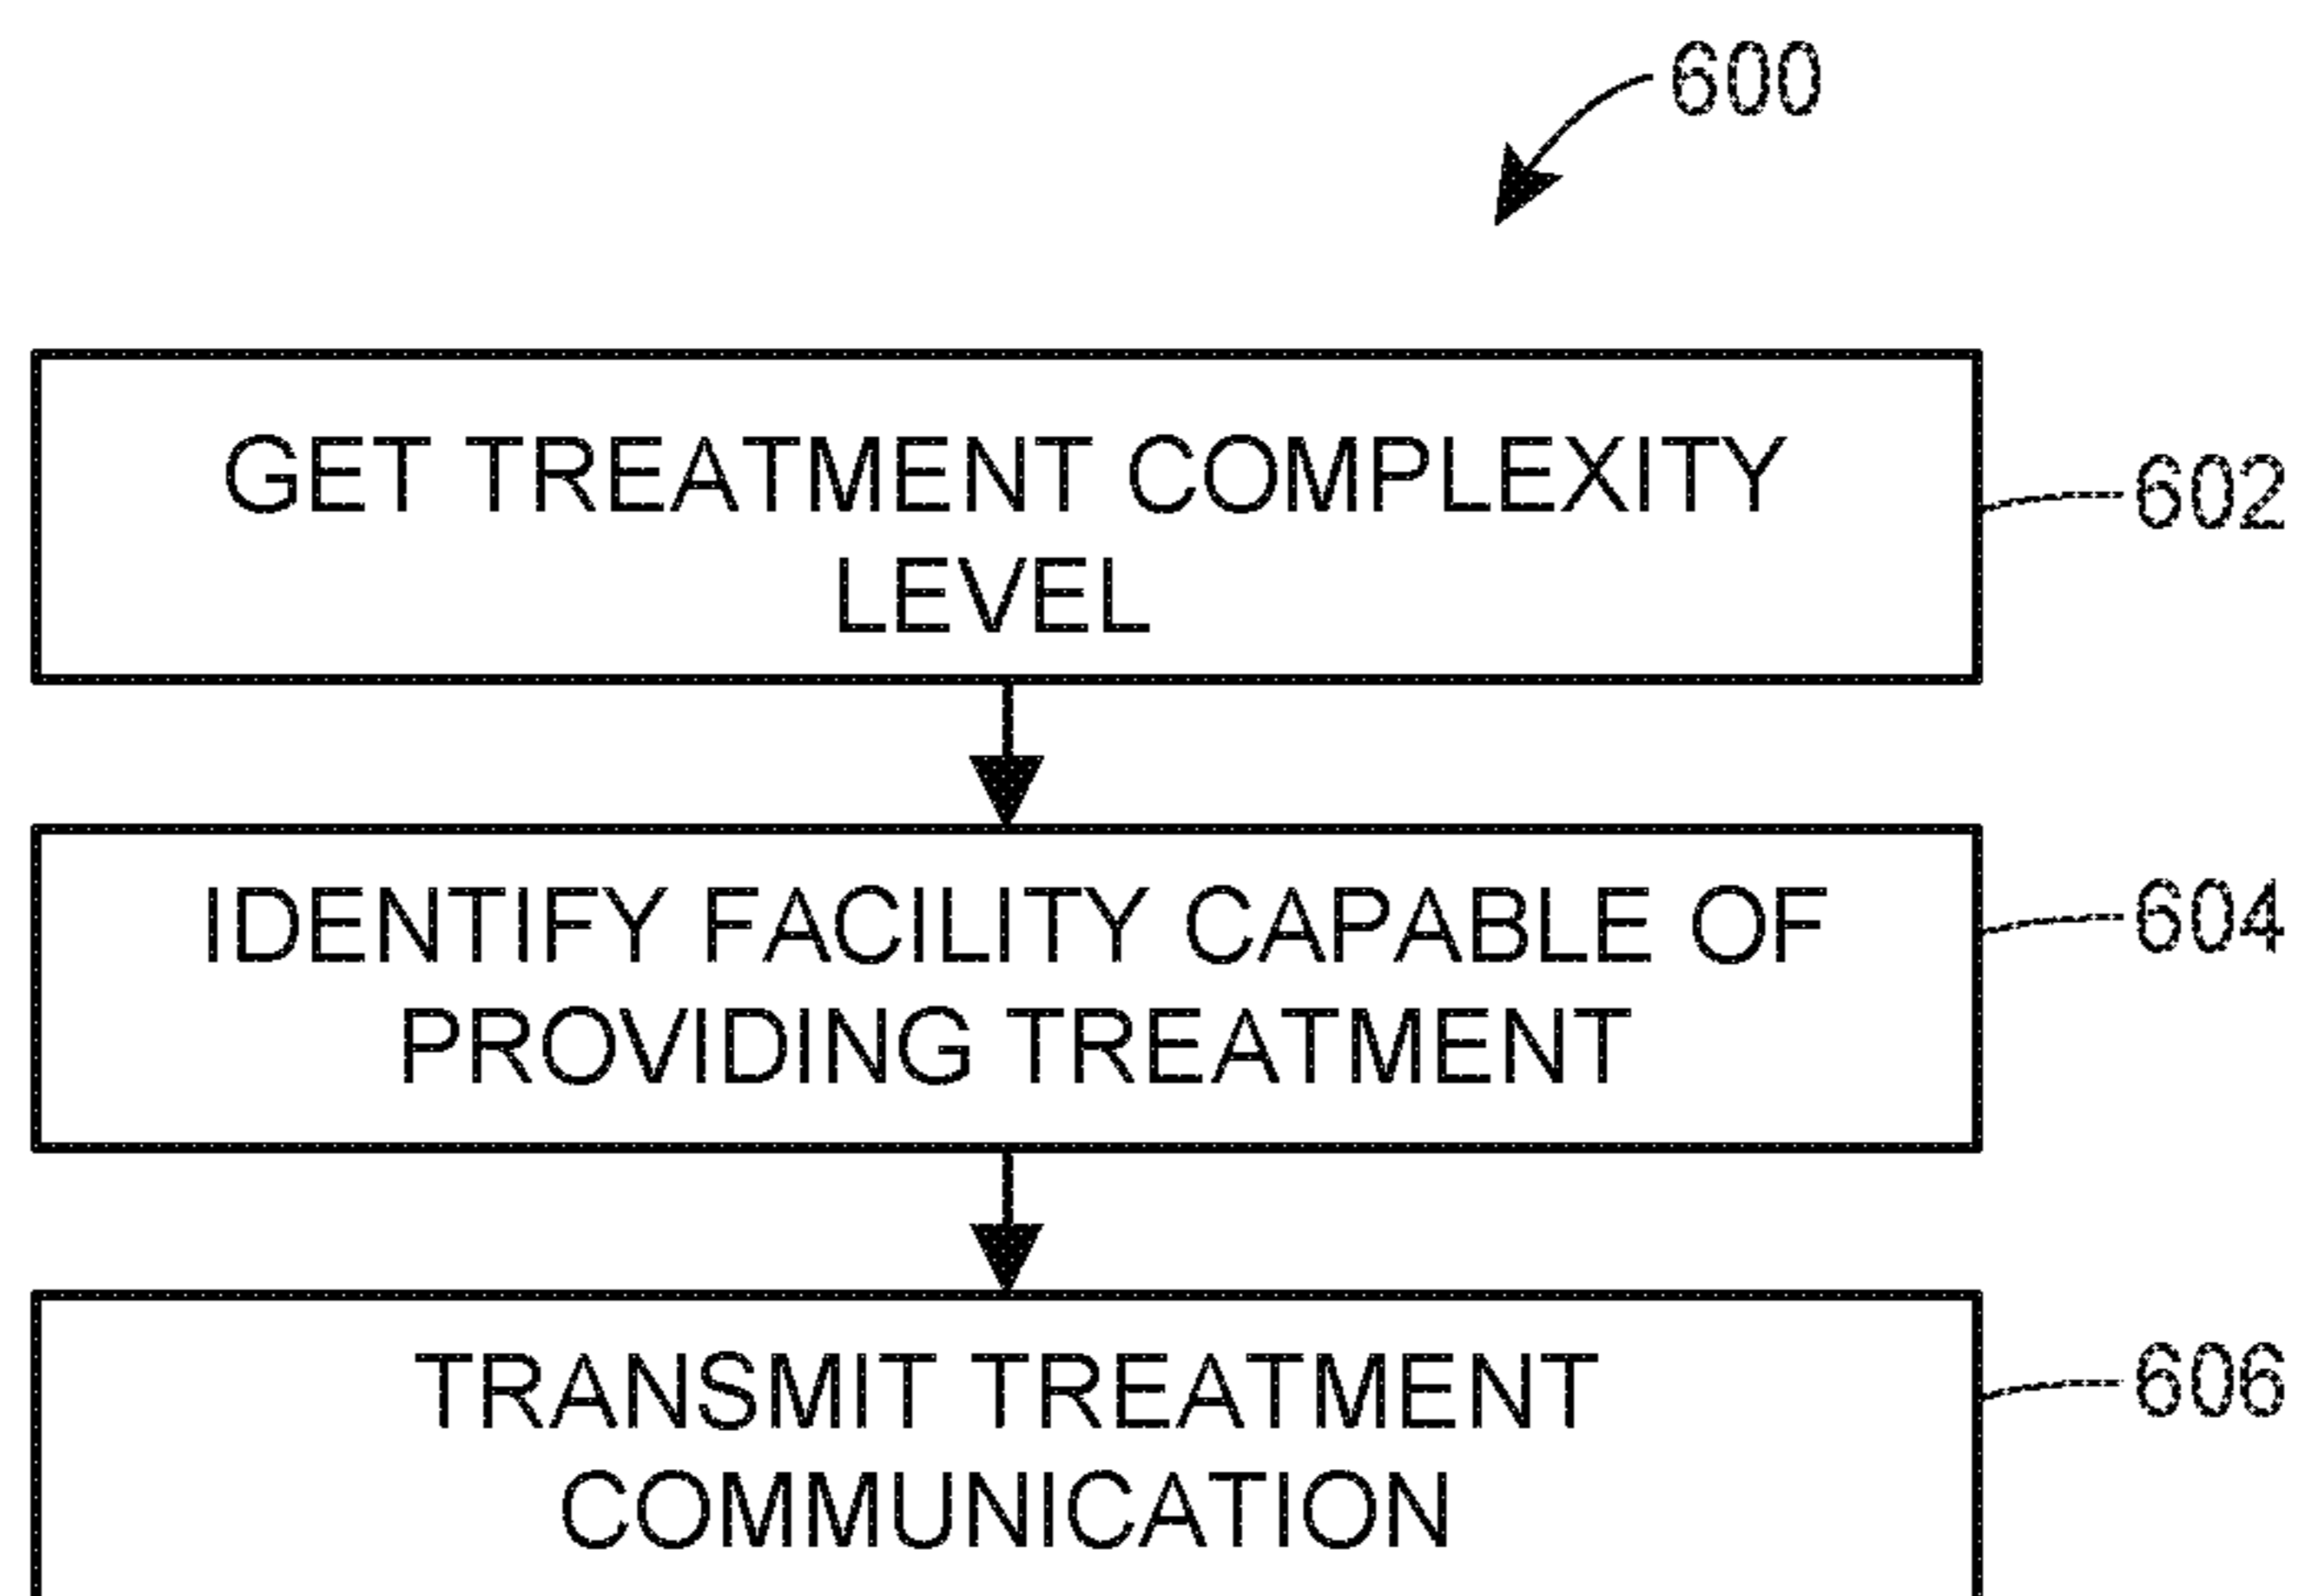 600
GET TREATMENT COMPLEXITY
LEVEL
602
IDENTIFY FACILITY CAPABLE OF
PROVIDING TREATMENT
604
TRANSMIT TREATMENT
COMMUNICATION
606